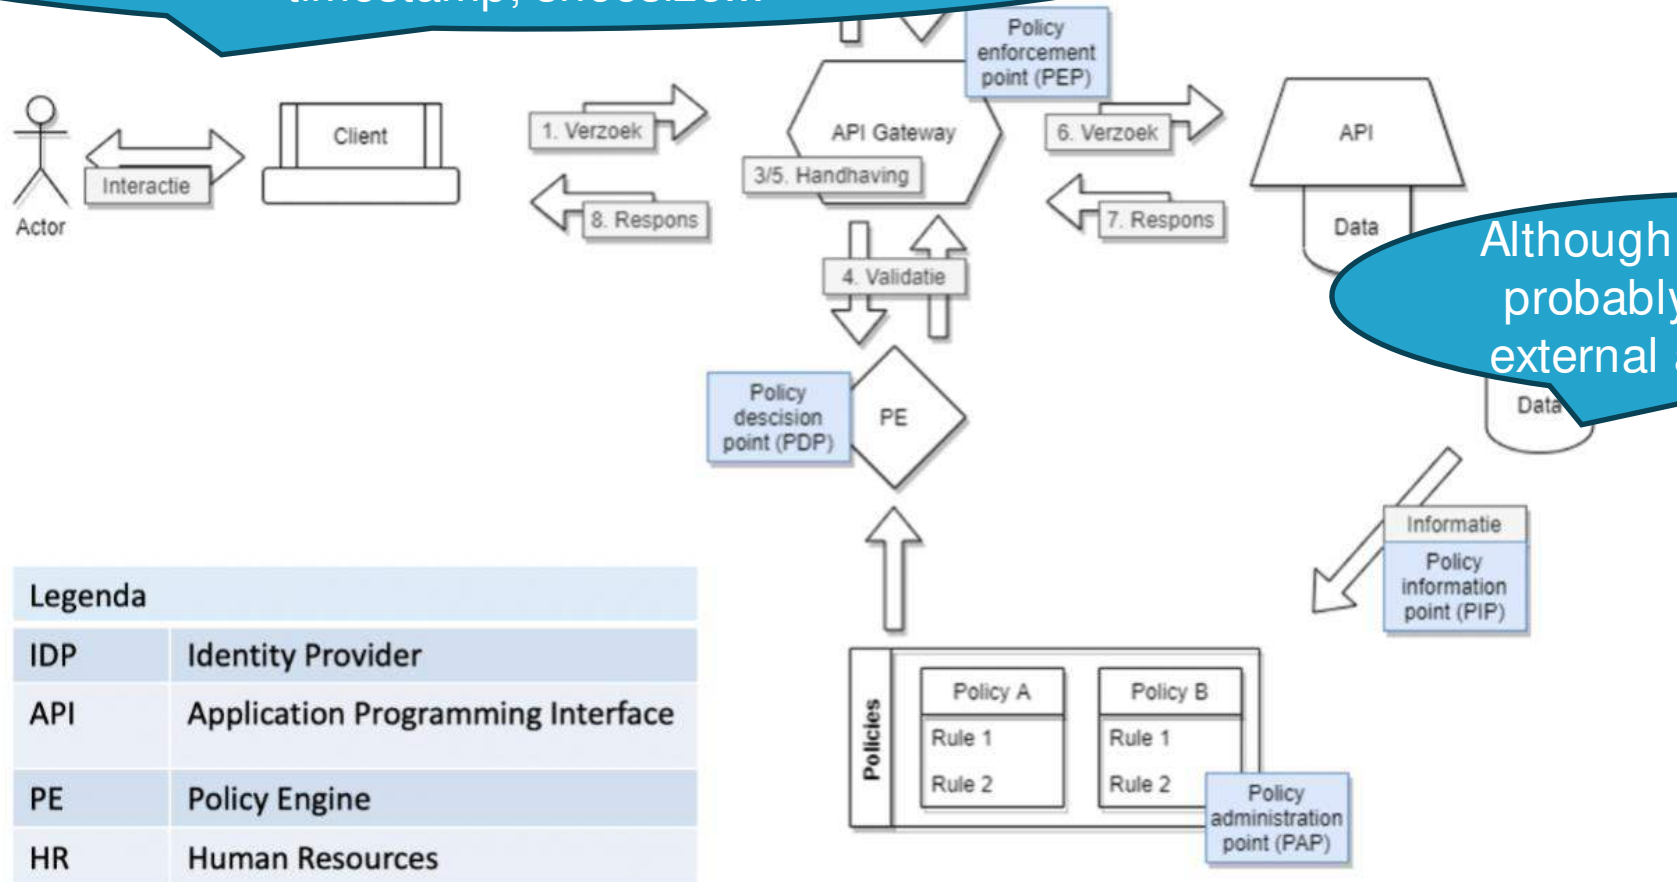 timestamp, shoesize...
Policy
enforcement
point (PEP)
Client
1. Verzoek
API Gateway
6. Verzoek
API
Interactie
3/5. Handhaving
8. Respons
7. Respons
Actor
Data
4. Validatie
Although
probably
external
Data
Policy
descision
point (PDP)
PE
Informatie
Policy
information
point (PIP)
Legenda
IDP Identity Provider
API Application Programming Interface
PE Policy Engine
HR Human Resources
Policies
Policy A
Rule 1
Rule 2
Policy B
Rule 1
Rule 2
Policy
administration
point (PAP)